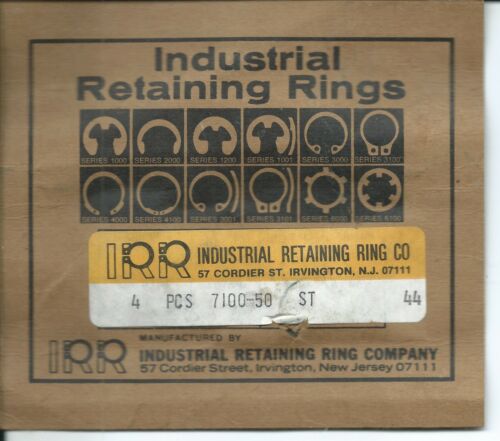 Industrial
Retaining Rings
SERIES 1000 SERIES 2000 SERIES 1200 SERIES 1001 SERIES 3000 SERIES 3100
SERIES 4000 SERIES 4100 SERIES 3001 SERIES 3101 SERIES 6000 SERIES 6100
IRR INDUSTRIAL RETAINING RING CO
57 CORDIER ST. IRVINGTON, N.J. 07111
4 PCS 7100-50 ST 44
MANUFACTURED BY
IRR INDUSTRIAL RETAINING RING COMPANY
57 Cordier Street, Irvington, New Jersey 07111